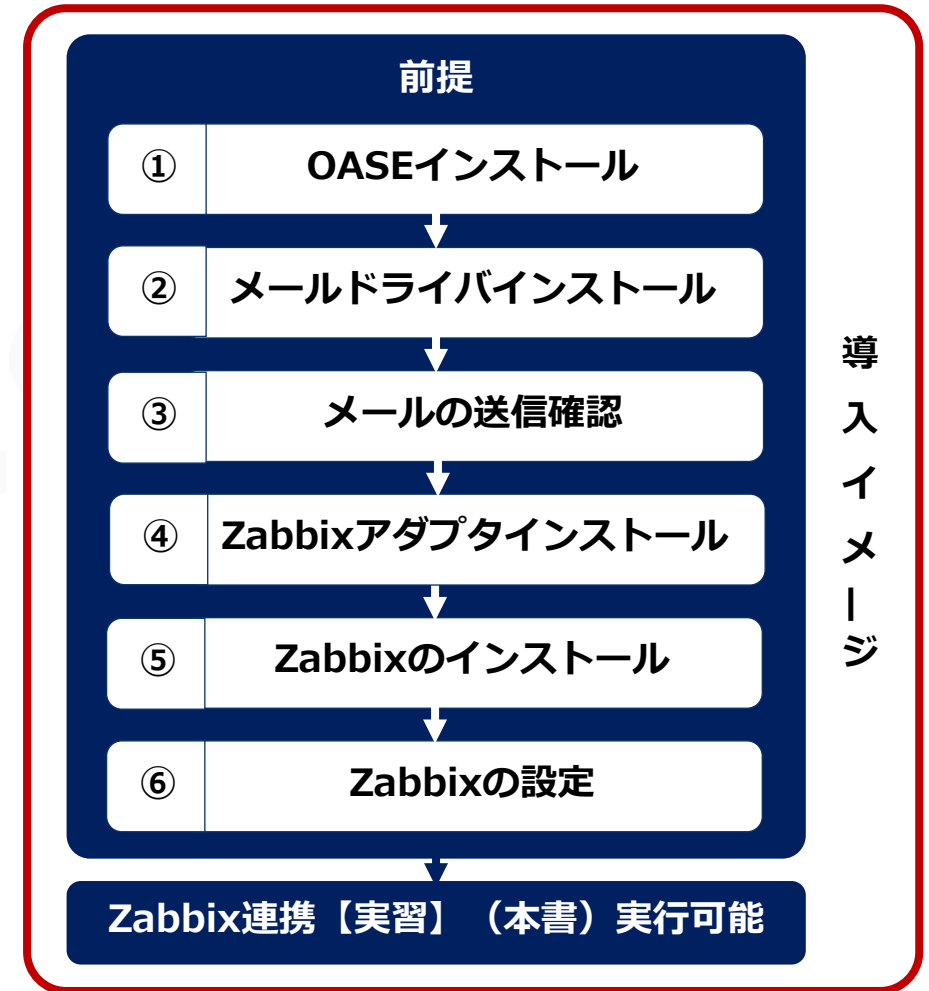 前提
① OASEインストール
② メールドライバインストール
③ メールの送信確認
④ Zabbixアダプタインストール
⑤ Zabbixのインストール
⑥ Zabbixの設定
Zabbix連携【実習】（本書）実行可能
導入イメージ